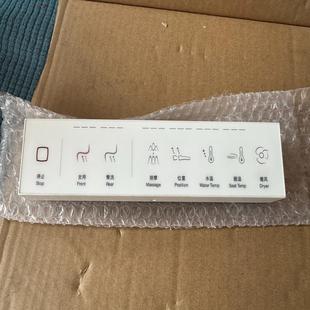 停止 女用 臀洗 按摩 位置 水温 座温 暖风
Stop Front Rear Massage Position Water Temp Seat Temp Dryer